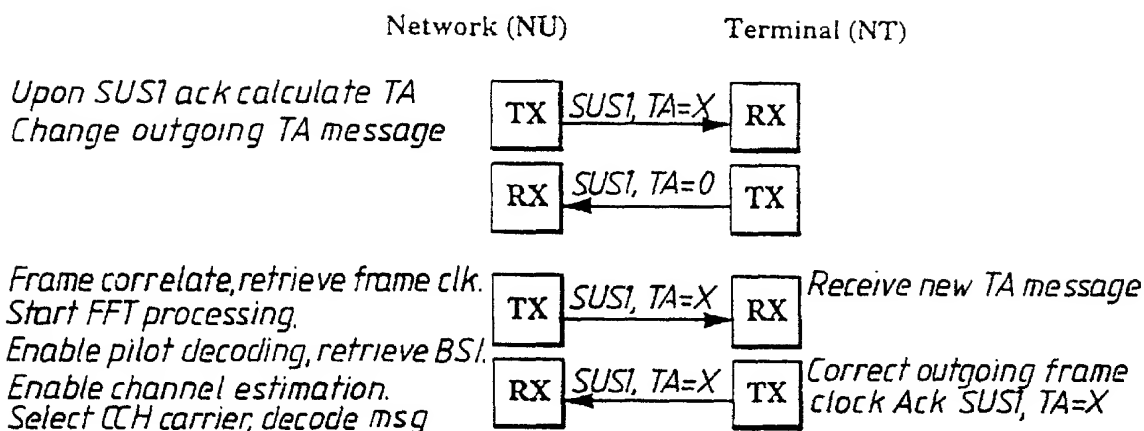 Network (NU) Terminal (NT)
Upon SUS1 ack calculate TA
Change outgoing TA message
TX SUS1, TA=X RX
RX SUS1, TA=0 TX
Frame correlate, retrieve frame clk.
Start FFT processing.
Enable pilot decoding, retrieve BSI.
Enable channel estimation.
Select CCH carrier, decode msg
TX SUS1, TA=X RX
Receive new TA message
RX SUS1, TA=X TX
Correct outgoing frame
clock Ack SUS1, TA=X